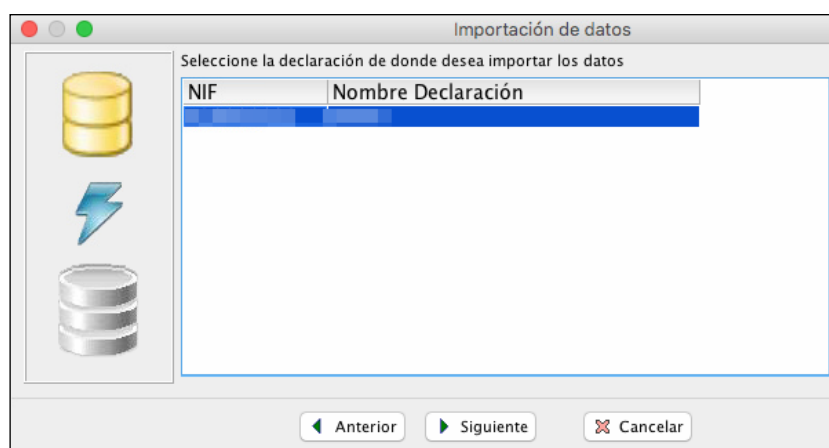 Importación de datos
Seleccione la declaración de donde desea importar los datos
NIF Nombre Declaración
Anterior Siguiente Cancelar